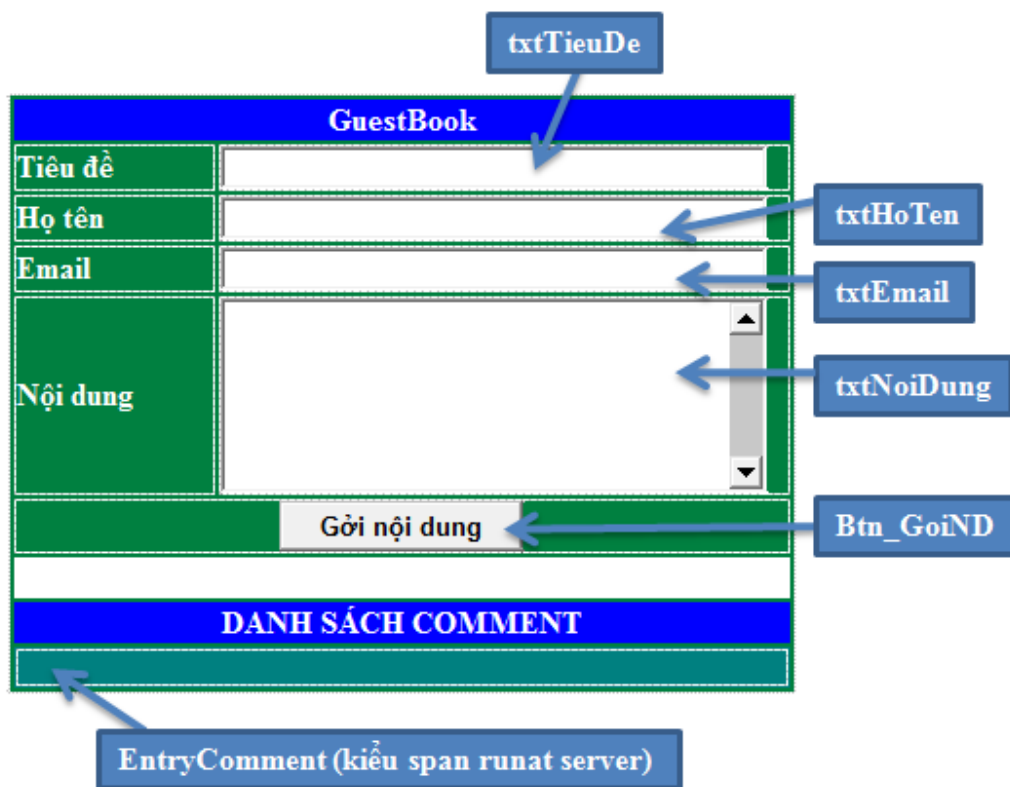 txtTieuDe
GuestBook
Tiêu đề
Họ tên
txtHoTen
Email
txtEmail
Nội dung
txtNoiDung
Gởi nội dung
Btn_GoiND
DANH SÁCH COMMENT
EntryComment (kiểu span runat server)